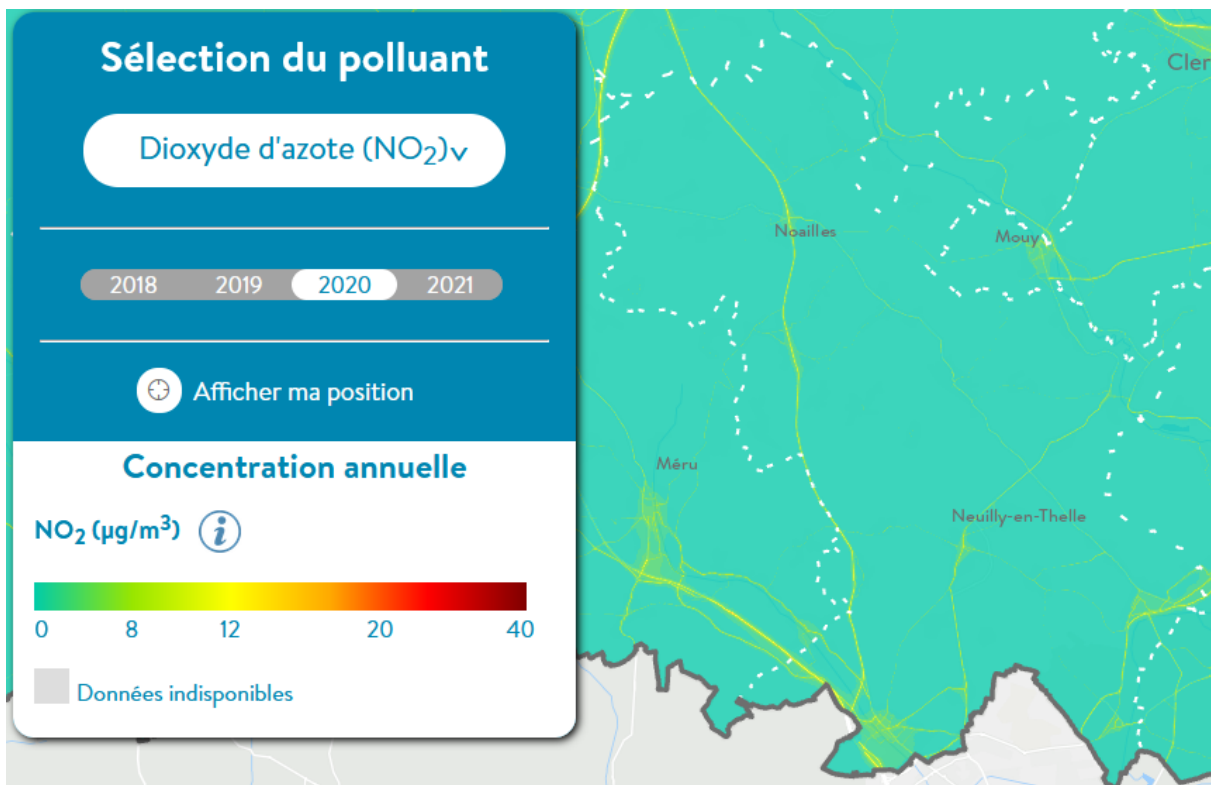 Sélection du polluant
Dioxyde d'azote (NO₂)
2018 2019 2020 2021
Afficher ma position
Concentration annuelle
NO₂ (µg/m³) i
0 8 12 20 40
Données indisponibles
Cler
Noailles
Mouy
Méru
Neuilly-en-Thelle